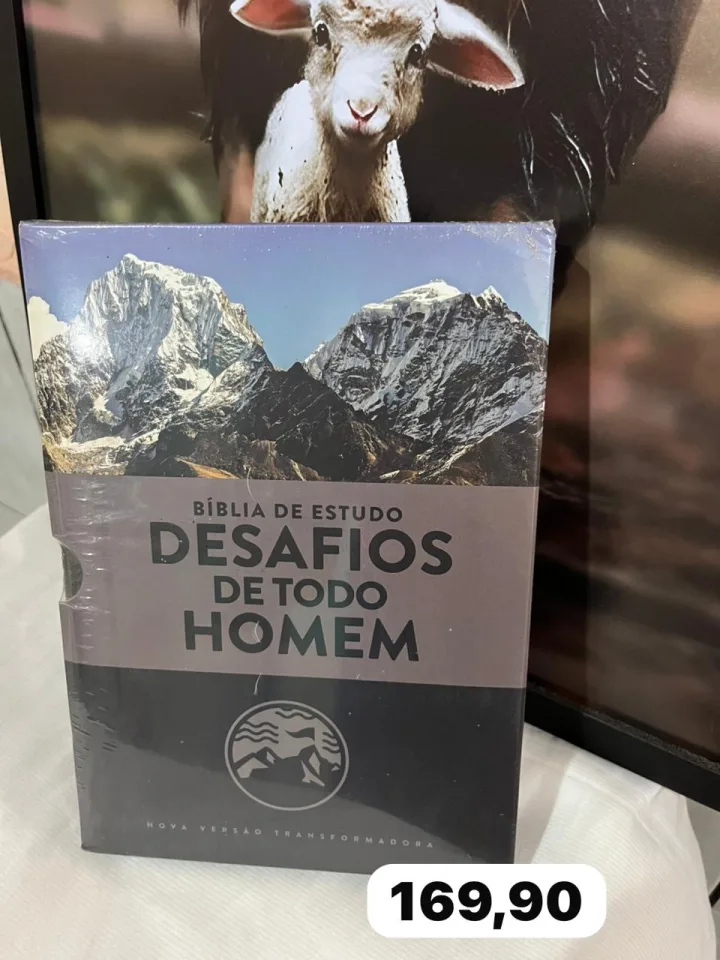 BÍBLIA DE ESTUDO
DESAFIOS
DE TODO
HOMEM
NOVA VERSÃO TRANSFORMADORA
169,90